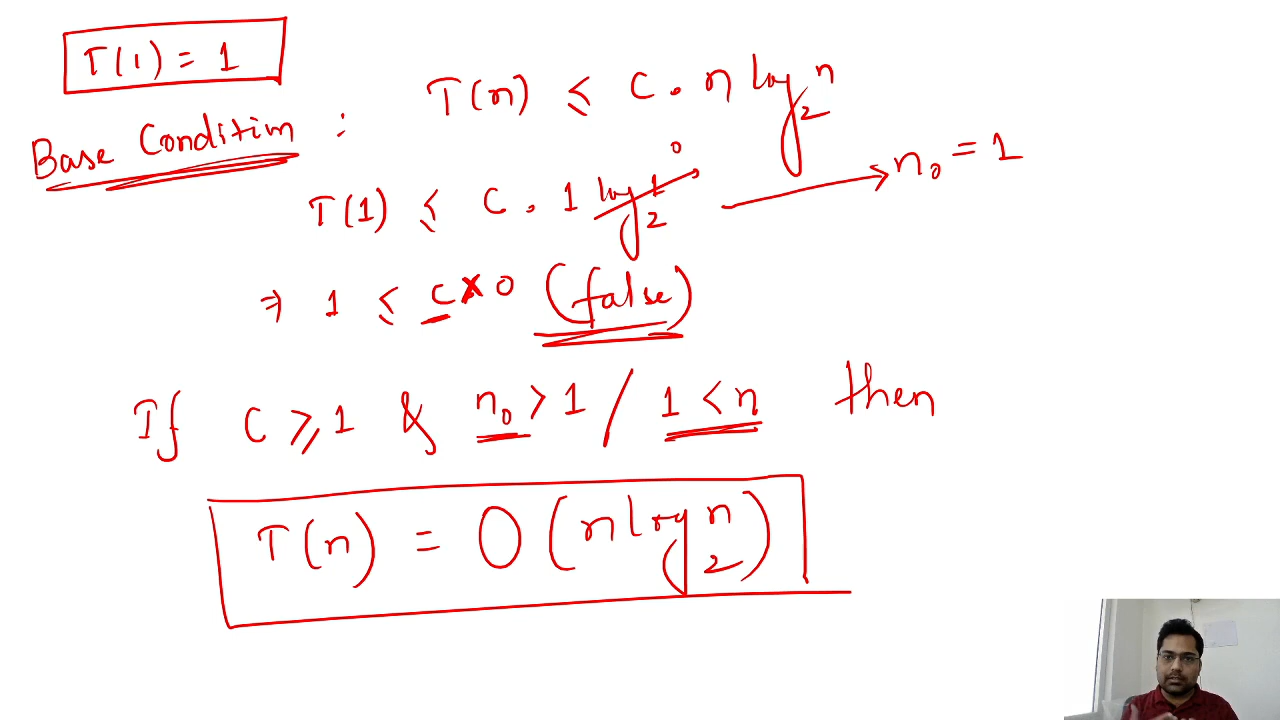 T(1) = 1
Base Condition :
T(n) ≤ C . n log₂ n
T(1) ≤ C . 1 log₂ 1 0 → n₀ = 1
⇒ 1 ≤ C × 0 (false)
If C ≥ 1 & n₀ > 1 / 1 < n then
T(n) = O(n log₂ n)